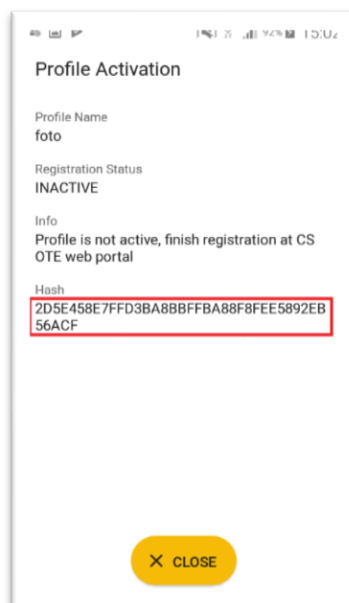 Profile Activation
Profile Name
foto
Registration Status
INACTIVE
Info
Profile is not active, finish registration at CS
OTE web portal
Hash
2D5E458E7FFD3BA8BBFFBA88F8FEE5892EB
56ACF
CLOSE